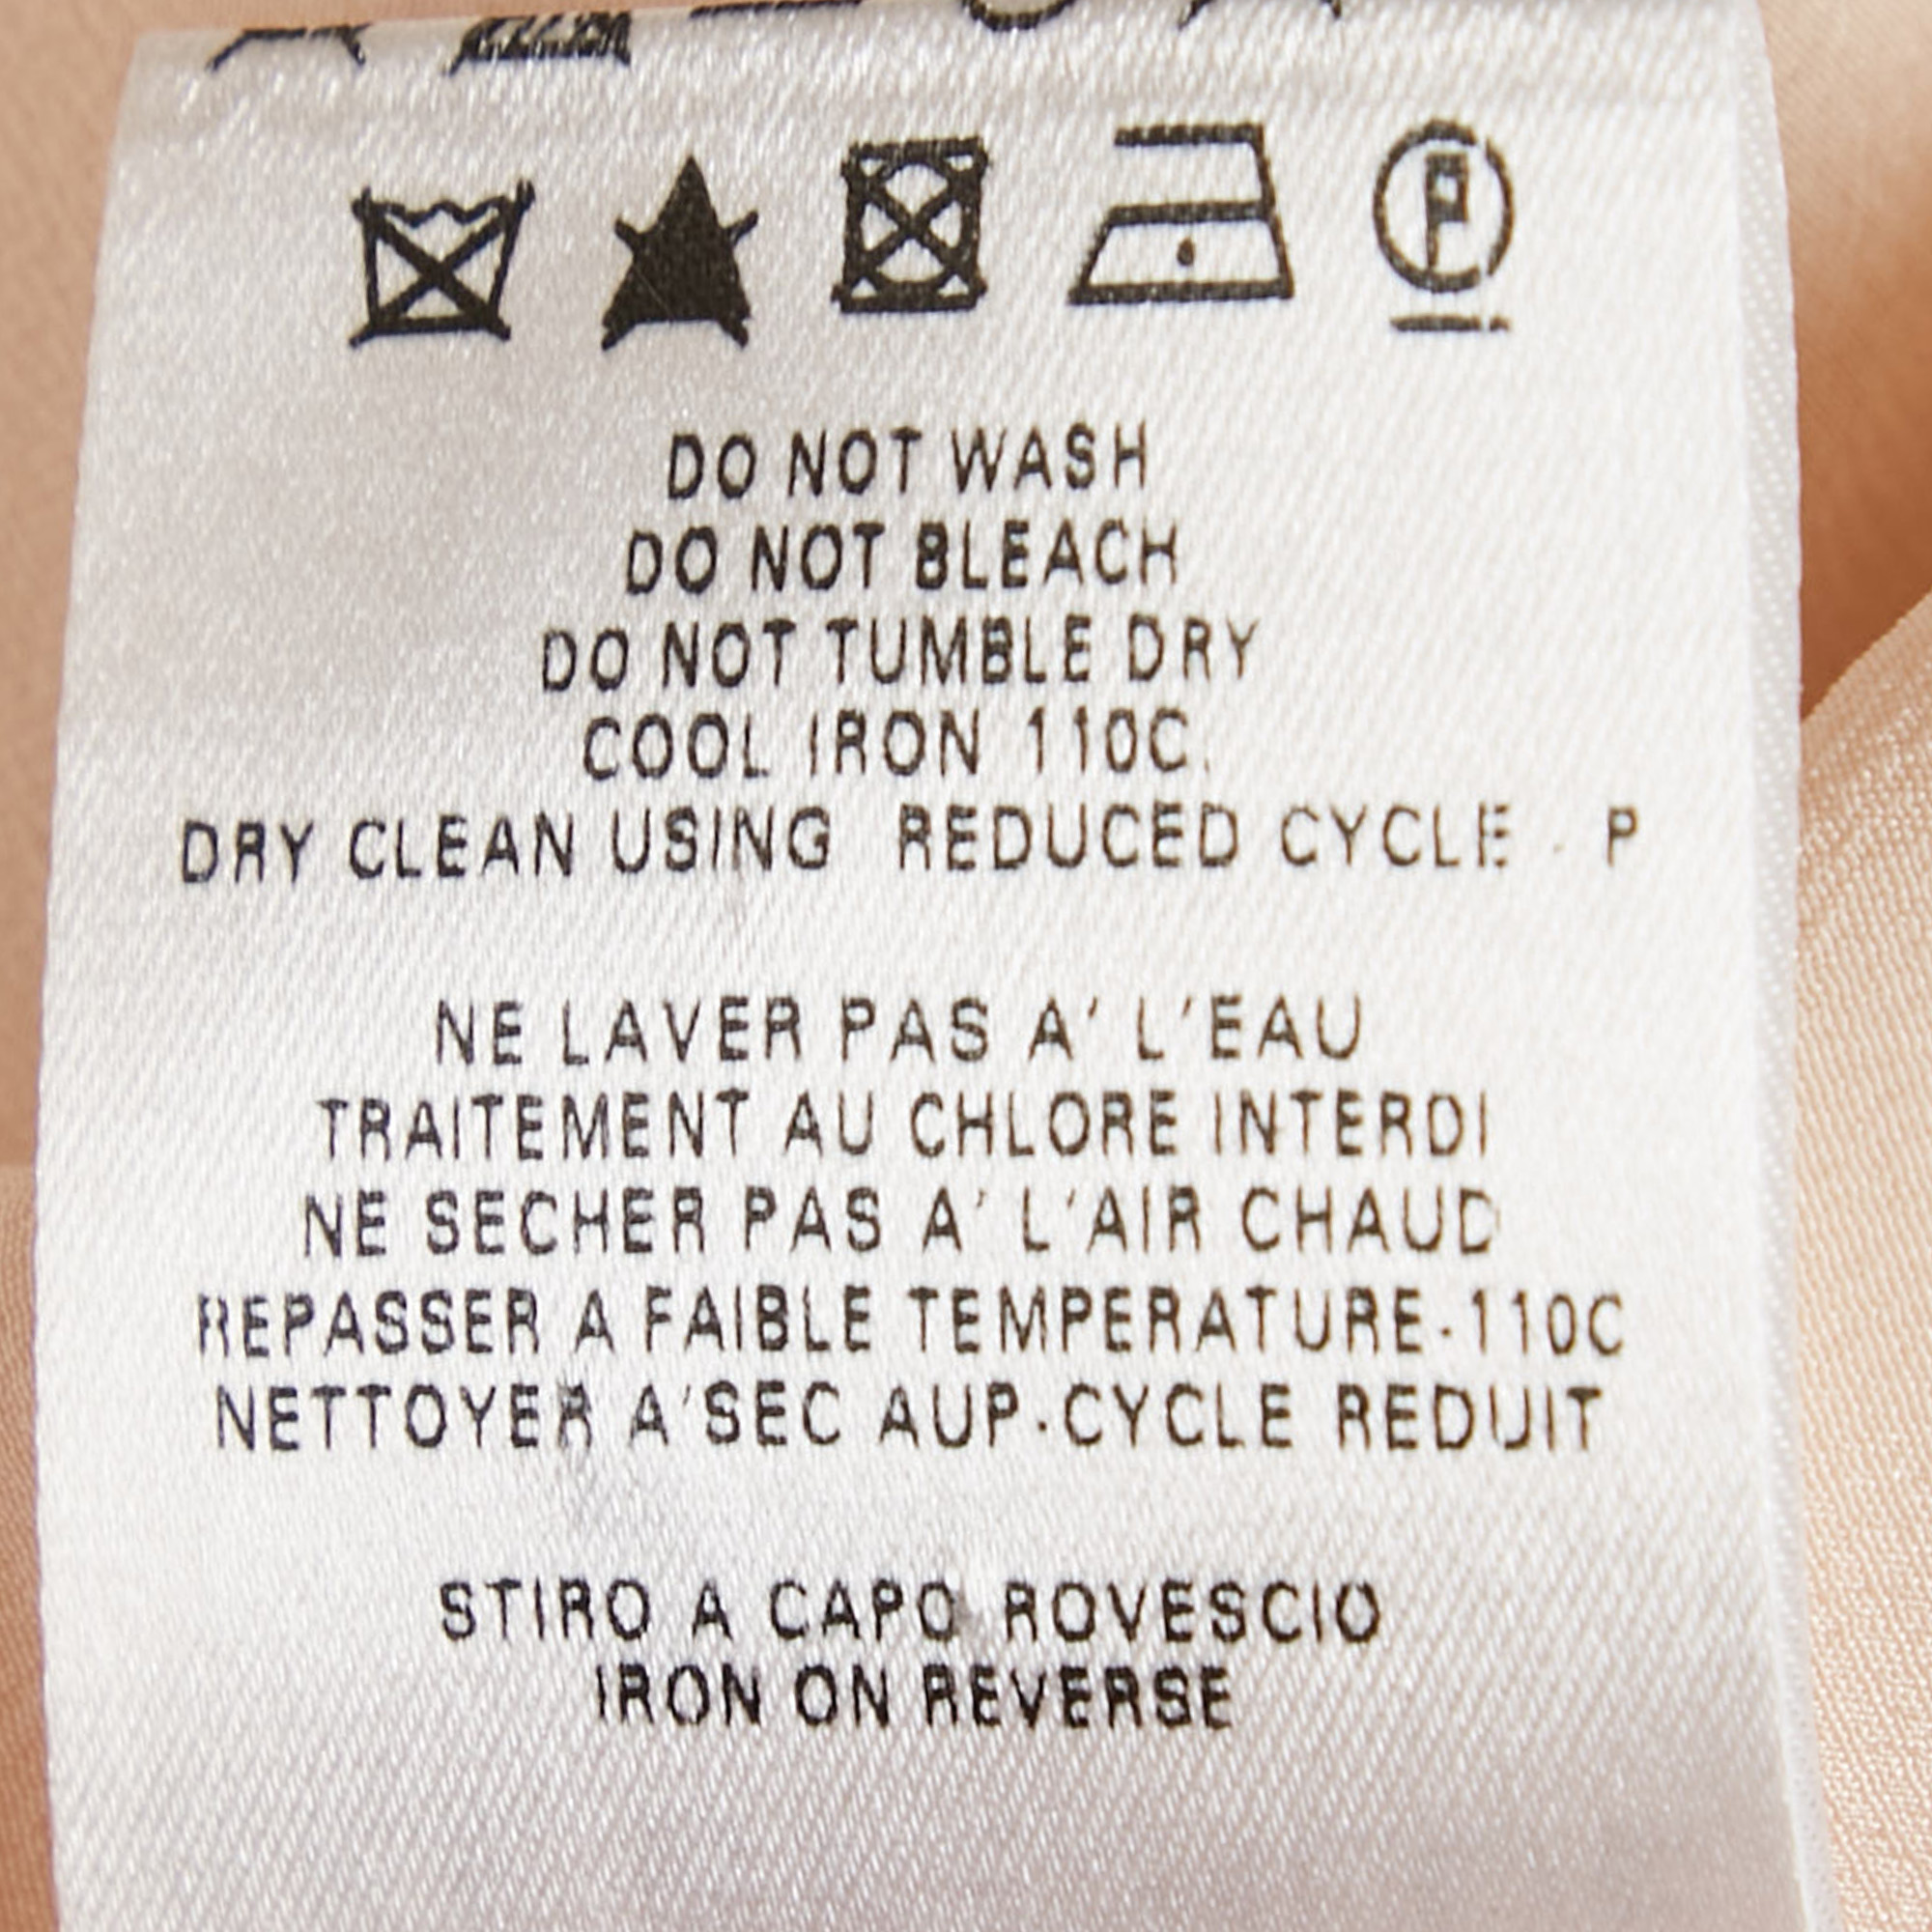 P
DO NOT WASH
DO NOT BLEACH
DO NOT TUMBLE DRY
COOL IRON 110C.
DRY CLEAN USING REDUCED CYCLE - P
NE LAVER PAS A' L'EAU
TRAITEMENT AU CHLORE INTERDI
NE SECHER PAS A' L'AIR CHAUD
REPASSER A FAIBLE TEMPERATURE-110C
NETTOYER A'SEC AUP.CYCLE REDUIT
STIRO A CAPO ROVESCIO
IRON ON REVERSE